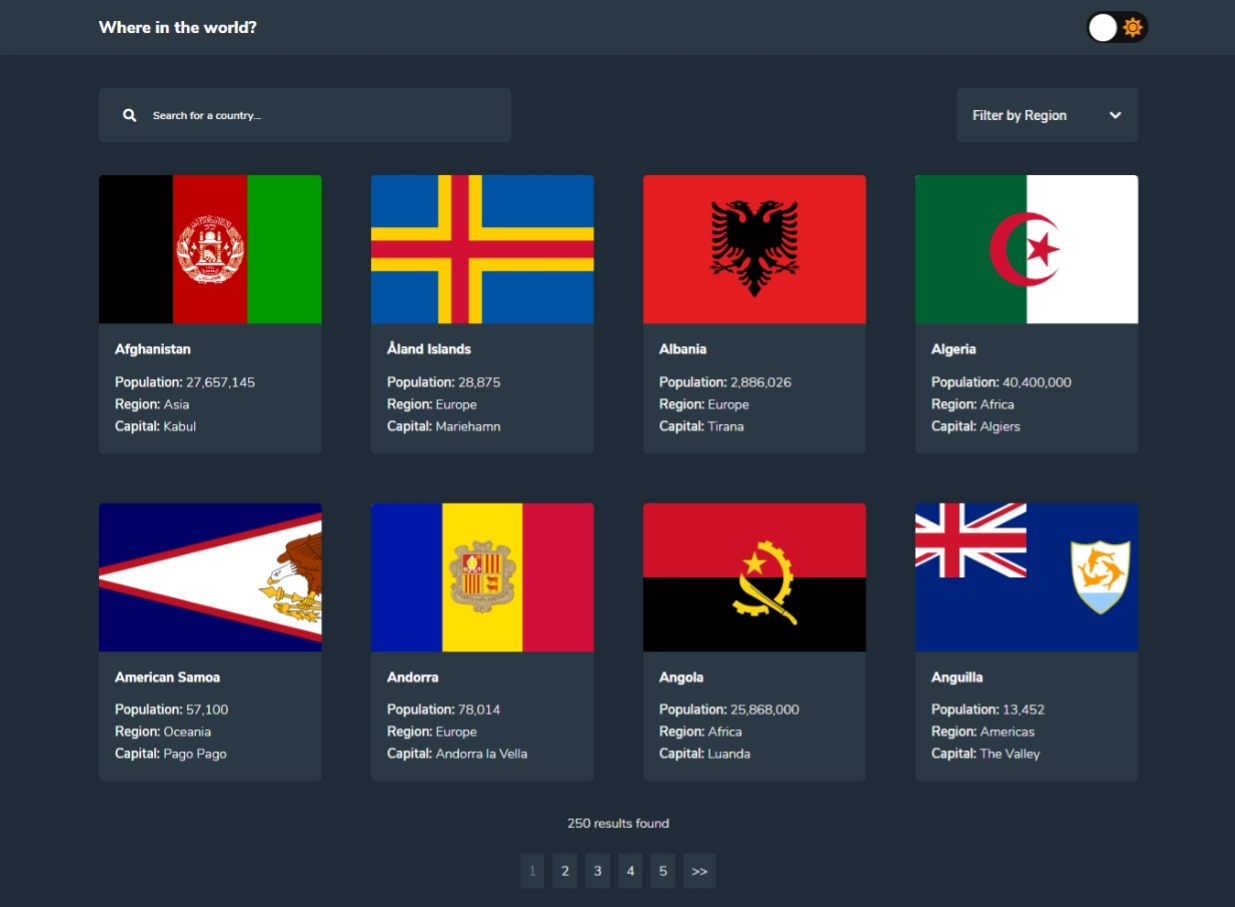 Where in the world?
Search for a country...
Filter by Region
Afghanistan
Population: 27,657,145
Region: Asia
Capital: Kabul
Åland Islands
Population: 28,875
Region: Europe
Capital: Mariehamn
Albania
Population: 2,886,026
Region: Europe
Capital: Tirana
Algeria
Population: 40,400,000
Region: Africa
Capital: Algiers
American Samoa
Population: 57,100
Region: Oceania
Capital: Pago Pago
Andorra
Population: 78,014
Region: Europe
Capital: Andorra la Vella
Angola
Population: 25,868,000
Region: Africa
Capital: Luanda
Anguilla
Population: 13,452
Region: Americas
Capital: The Valley
250 results found
1 2 3 4 5 >>